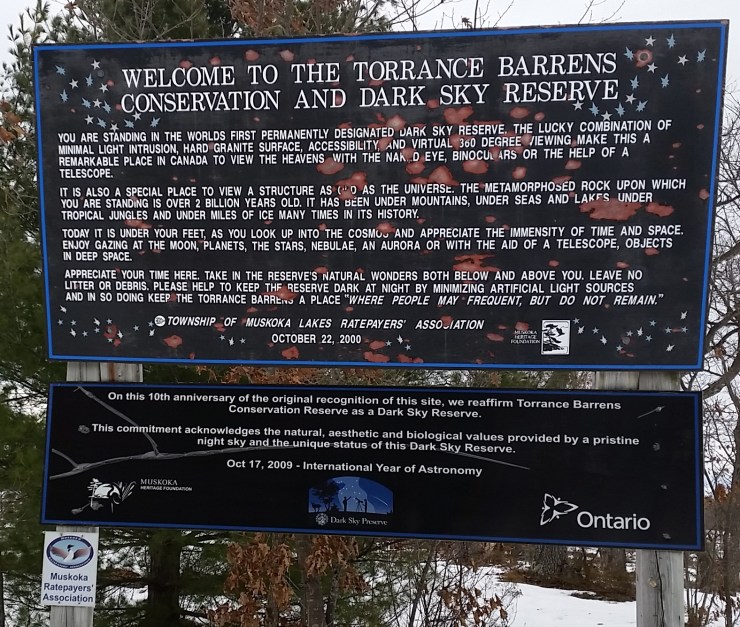 WELCOME TO THE TORRANCE BARRENS
CONSERVATION AND DARK SKY RESERVE
YOU ARE STANDING IN THE WORLDS FIRST PERMANENTLY DESIGNATED DARK SKY RESERVE. THE LUCKY COMBINATION OF
MINIMAL LIGHT INTRUSION, HARD GRANITE SURFACE, ACCESSIBILITY, AND VIRTUAL 360 DEGREE VIEWING MAKE THIS A
REMARKABLE PLACE IN CANADA TO VIEW THE HEAVENS WITH THE NAKED EYE, BINOCULARS OR THE HELP OF A
TELESCOPE.
IT IS ALSO A SPECIAL PLACE TO VIEW A STRUCTURE AS OLD AS THE UNIVERSE. THE METAMORPHOSED ROCK UPON WHICH
YOU ARE STANDING IS OVER 2 BILLION YEARS OLD. IT HAS BEEN UNDER MOUNTAINS, UNDER SEAS AND LAKES, UNDER
TROPICAL JUNGLES AND UNDER MILES OF ICE MANY TIMES IN ITS HISTORY.
TODAY IT IS UNDER YOUR FEET, AS YOU LOOK UP INTO THE COSMOS AND APPRECIATE THE IMMENSITY OF TIME AND SPACE.
ENJOY GAZING AT THE MOON, PLANETS, THE STARS, NEBULAE, AN AURORA OR WITH THE AID OF A TELESCOPE, OBJECTS
IN DEEP SPACE.
APPRECIATE YOUR TIME HERE. TAKE IN THE RESERVE'S NATURAL WONDERS BOTH BELOW AND ABOVE YOU. LEAVE NO
LITTER OR DEBRIS. PLEASE HELP TO KEEP THE RESERVE DARK AT NIGHT BY MINIMIZING ARTIFICIAL LIGHT SOURCES
AND IN SO DOING KEEP THE TORRANCE BARRENS A PLACE "WHERE PEOPLE MAY FREQUENT, BUT DO NOT REMAIN."
TOWNSHIP OF MUSKOKA LAKES RATEPAYERS' ASSOCIATION
OCTOBER 22, 2000
MUSKOKA
HERITAGE
FOUNDATION
On this 10th anniversary of the original recognition of this site, we reaffirm Torrance Barrens
Conservation Reserve as a Dark Sky Reserve.
This commitment acknowledges the natural, aesthetic and biological values provided by a pristine
night sky and the unique status of this Dark Sky Reserve.
Oct 17, 2009 - International Year of Astronomy
MUSKOKA
HERITAGE FOUNDATION
Dark Sky Preserve
Ontario
Muskoka
Ratepayers'
Association